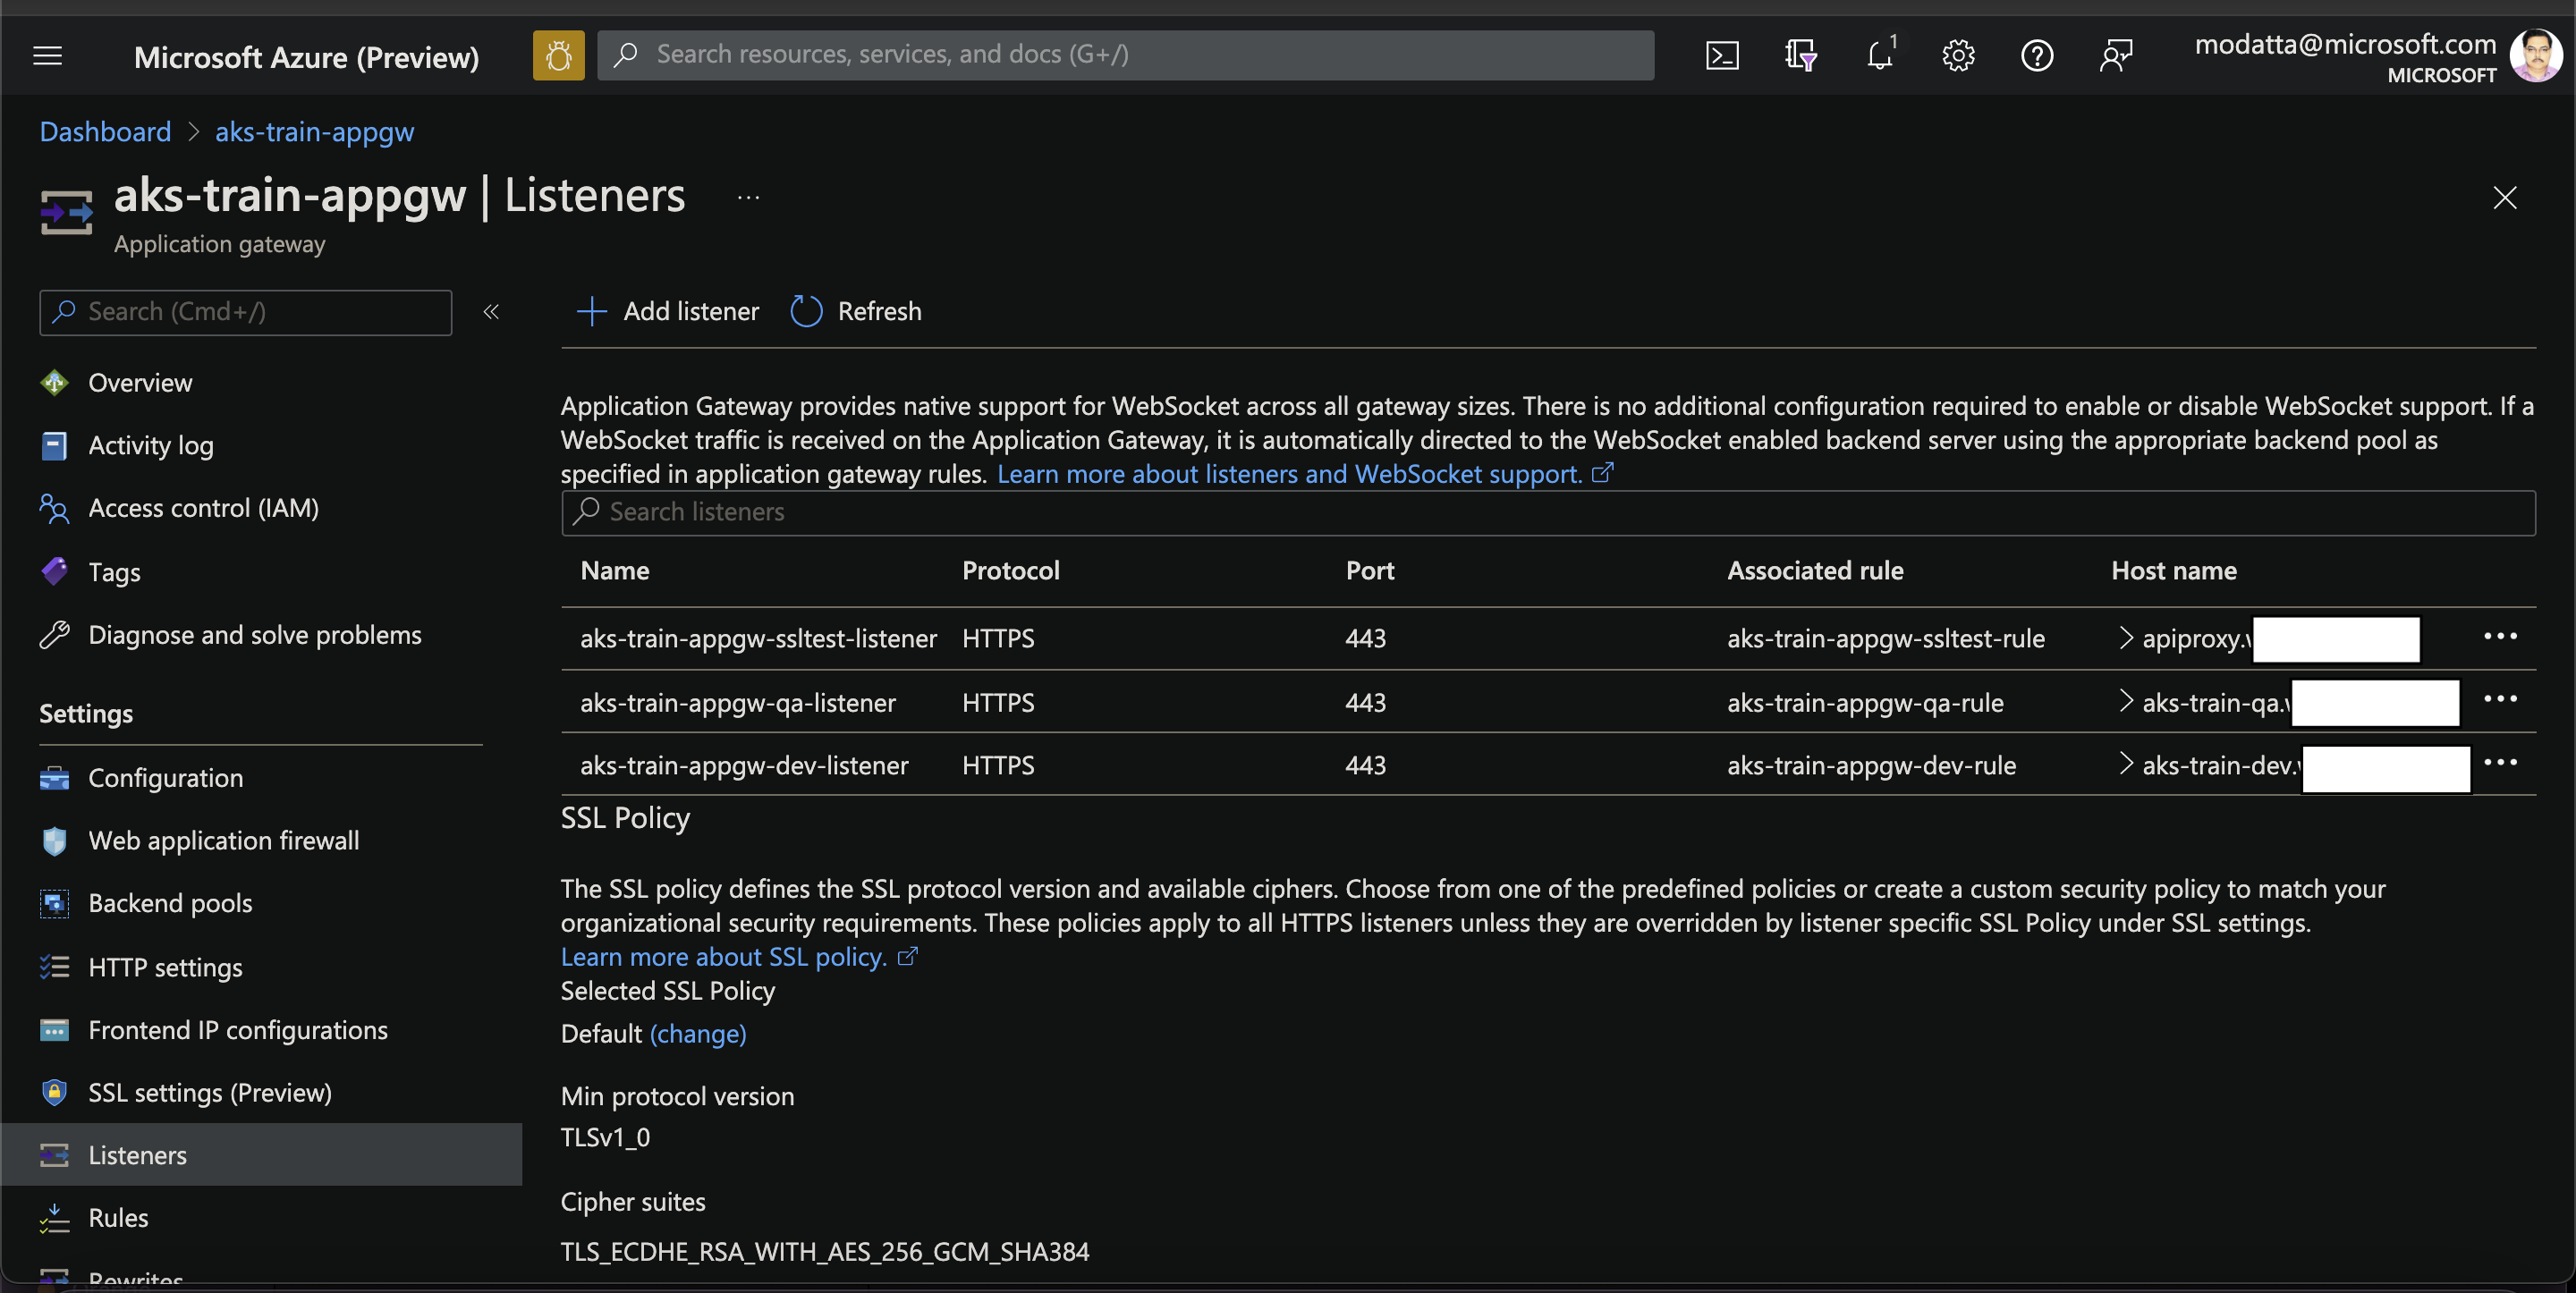 Microsoft Azure (Preview)
Search resources, services, and docs (G+/)
1
modatta@microsoft.com
MICROSOFT
Dashboard > aks-train-appgw
aks-train-appgw | Listeners ...
Application gateway
Search (Cmd+/)
«
Overview
Activity log
Access control (IAM)
Tags
Diagnose and solve problems
Settings
Configuration
Web application firewall
Backend pools
HTTP settings
Frontend IP configurations
SSL settings (Preview)
Listeners
Rules
Rewrites
Add listener Refresh
Application Gateway provides native support for WebSocket across all gateway sizes. There is no additional configuration required to enable or disable WebSocket support. If a
WebSocket traffic is received on the Application Gateway, it is automatically directed to the WebSocket enabled backend server using the appropriate backend pool as
specified in application gateway rules. Learn more about listeners and WebSocket support.
Search listeners
Name Protocol Port Associated rule Host name
aks-train-appgw-ssltest-listener HTTPS 443 aks-train-appgw-ssltest-rule > apiproxy. ...
aks-train-appgw-qa-listener HTTPS 443 aks-train-appgw-qa-rule > aks-train-qa. ...
aks-train-appgw-dev-listener HTTPS 443 aks-train-appgw-dev-rule > aks-train-dev. ...
SSL Policy
The SSL policy defines the SSL protocol version and available ciphers. Choose from one of the predefined policies or create a custom security policy to match your
organizational security requirements. These policies apply to all HTTPS listeners unless they are overridden by listener specific SSL Policy under SSL settings.
Learn more about SSL policy.
Selected SSL Policy
Default (change)
Min protocol version
TLSv1_0
Cipher suites
TLS_ECDHE_RSA_WITH_AES_256_GCM_SHA384